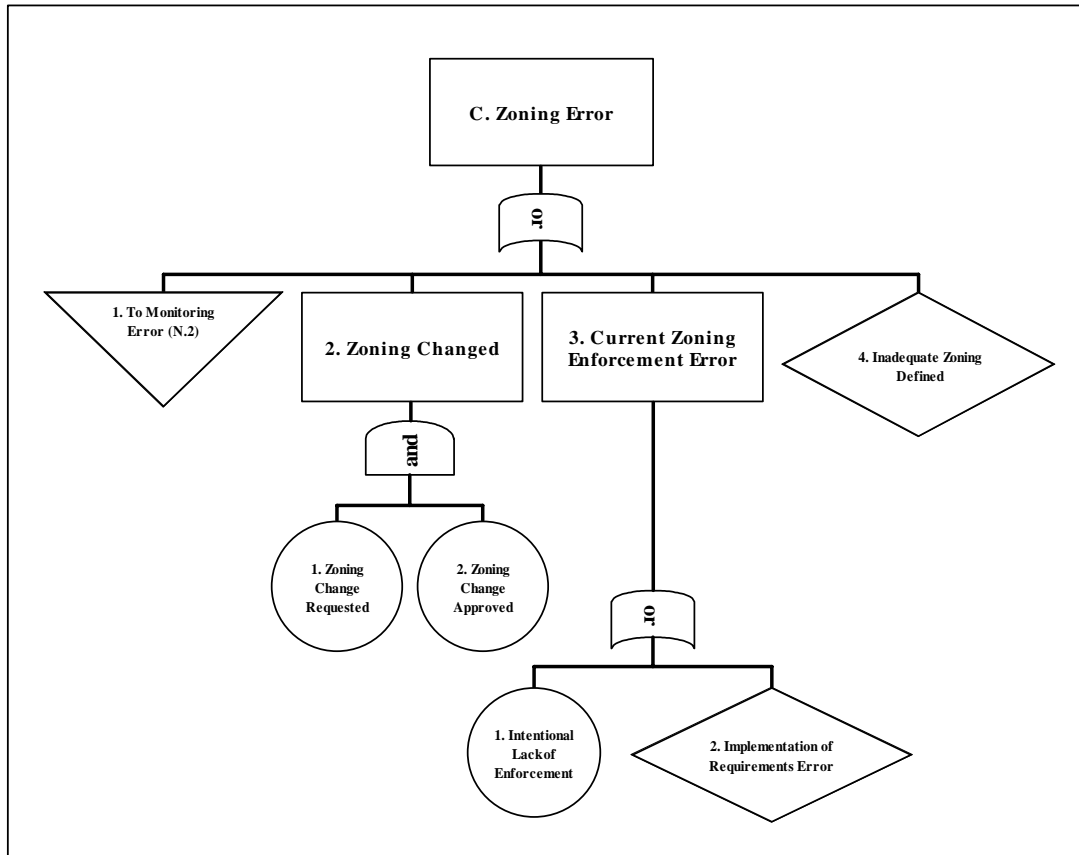 C. Zoning Error
or
1. To Monitoring
Error (N.2)
2. Zoning Changed
3. Current Zoning
Enforcement Error
4. Inadequate Zoning
Defined
and
1. Zoning
Change
Requested
2. Zoning
Change
Approved
or
1. Intentional
Lackof
Enforcement
2. Implementation of
Requirements Error